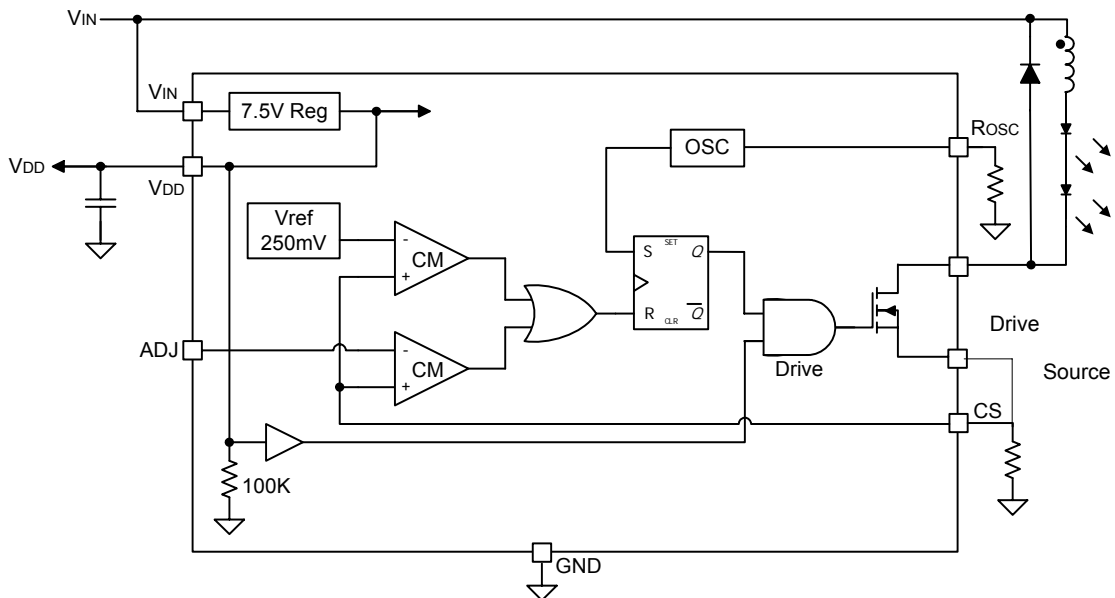 VIN
VIN
7.5V Reg
VDD
VDD
ROSC
OSC
Vref
250mV
-
CM
+
S
SET
Q
R
CLR
Q
ADJ
-
CM
+
Drive
Drive
Source
CS
100K
GND